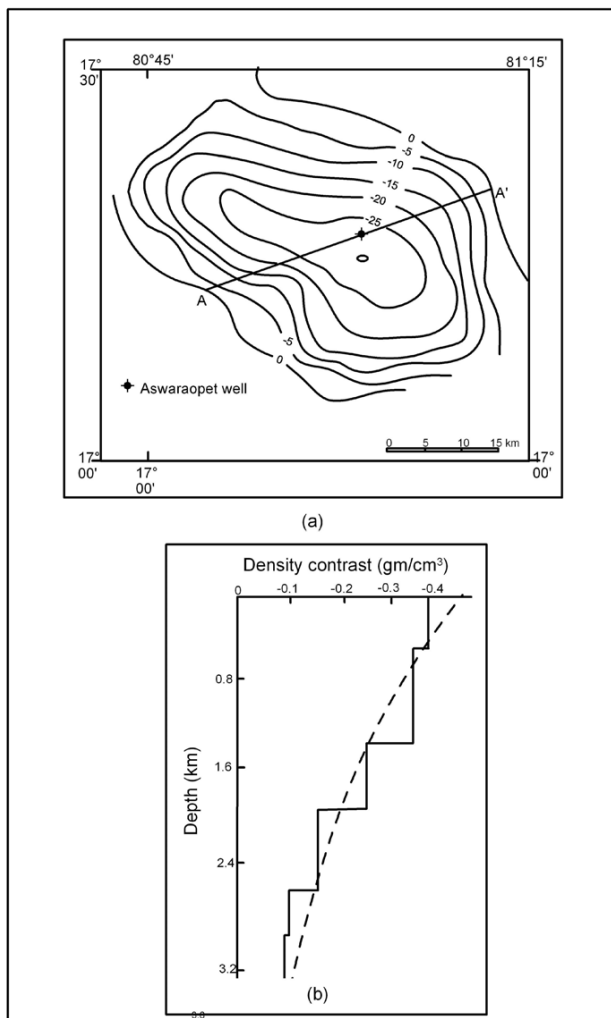 17°
30'
80°45'
81°15'
0
-5
-10
-15
-20
-25
A'
A
-5
0
Aswaraopet well
0 5 10 15 km
17°
00'
17°
00'
17°
00'
(a)
Density contrast (gm/cm³)
0 -0.1 -0.2 -0.3 -0.4
0.8
1.6
2.4
3.2
Depth (km)
(b)